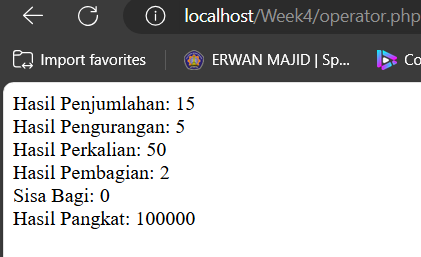 localhost/Week4/operator.php
Import favorites
ERWAN MAJID | Sp...
Co
Hasil Penjumlahan: 15
Hasil Pengurangan: 5
Hasil Perkalian: 50
Hasil Pembagian: 2
Sisa Bagi: 0
Hasil Pangkat: 100000